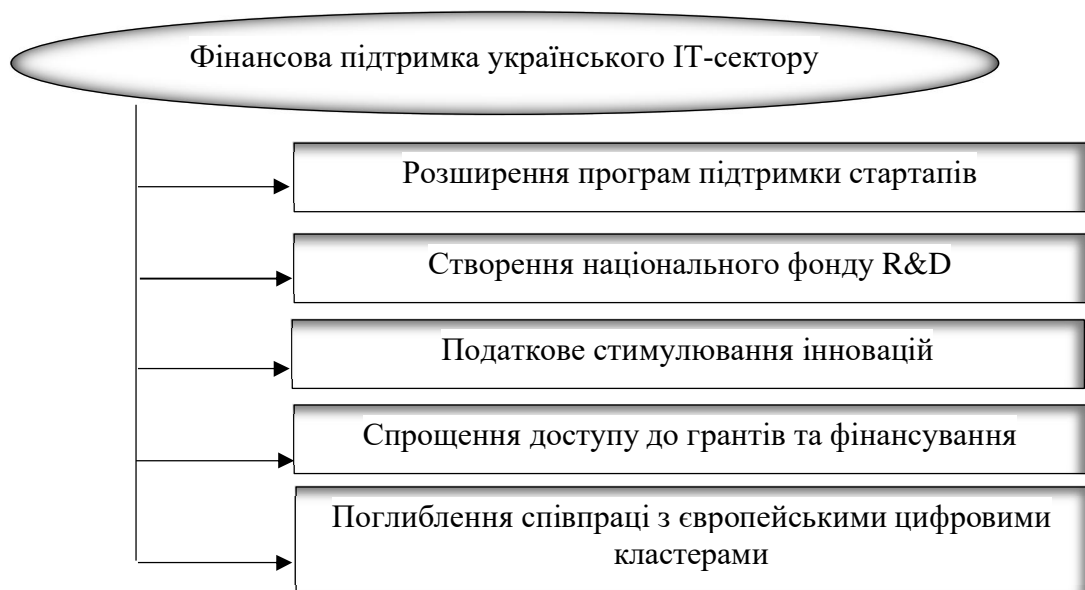 Фінансова підтримка українського ІТ-сектору
Розширення програм підтримки стартапів
Створення національного фонду R&D
Податкове стимулювання інновацій
Спрощення доступу до грантів та фінансування
Поглиблення співпраці з європейськими цифровими
кластерами